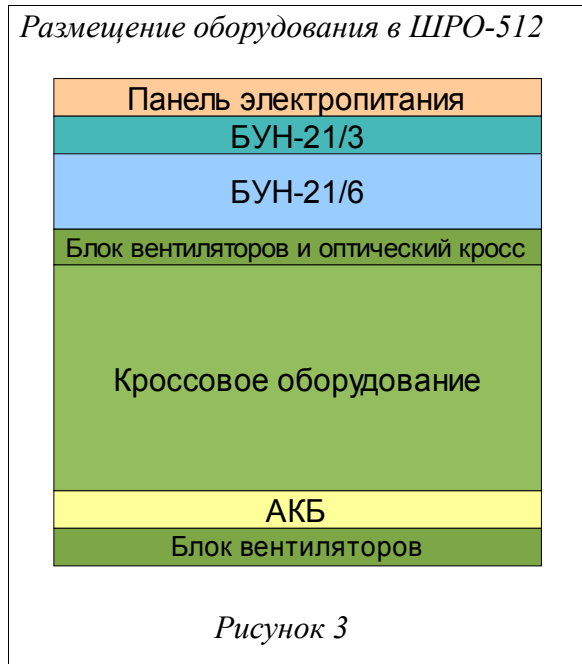 Размещение оборудования в ШРО-512
Панель электропитания
БУН-21/3
БУН-21/6
Блок вентиляторов и оптический кросс
Кроссовое оборудование
АКБ
Блок вентиляторов
Рисунок 3